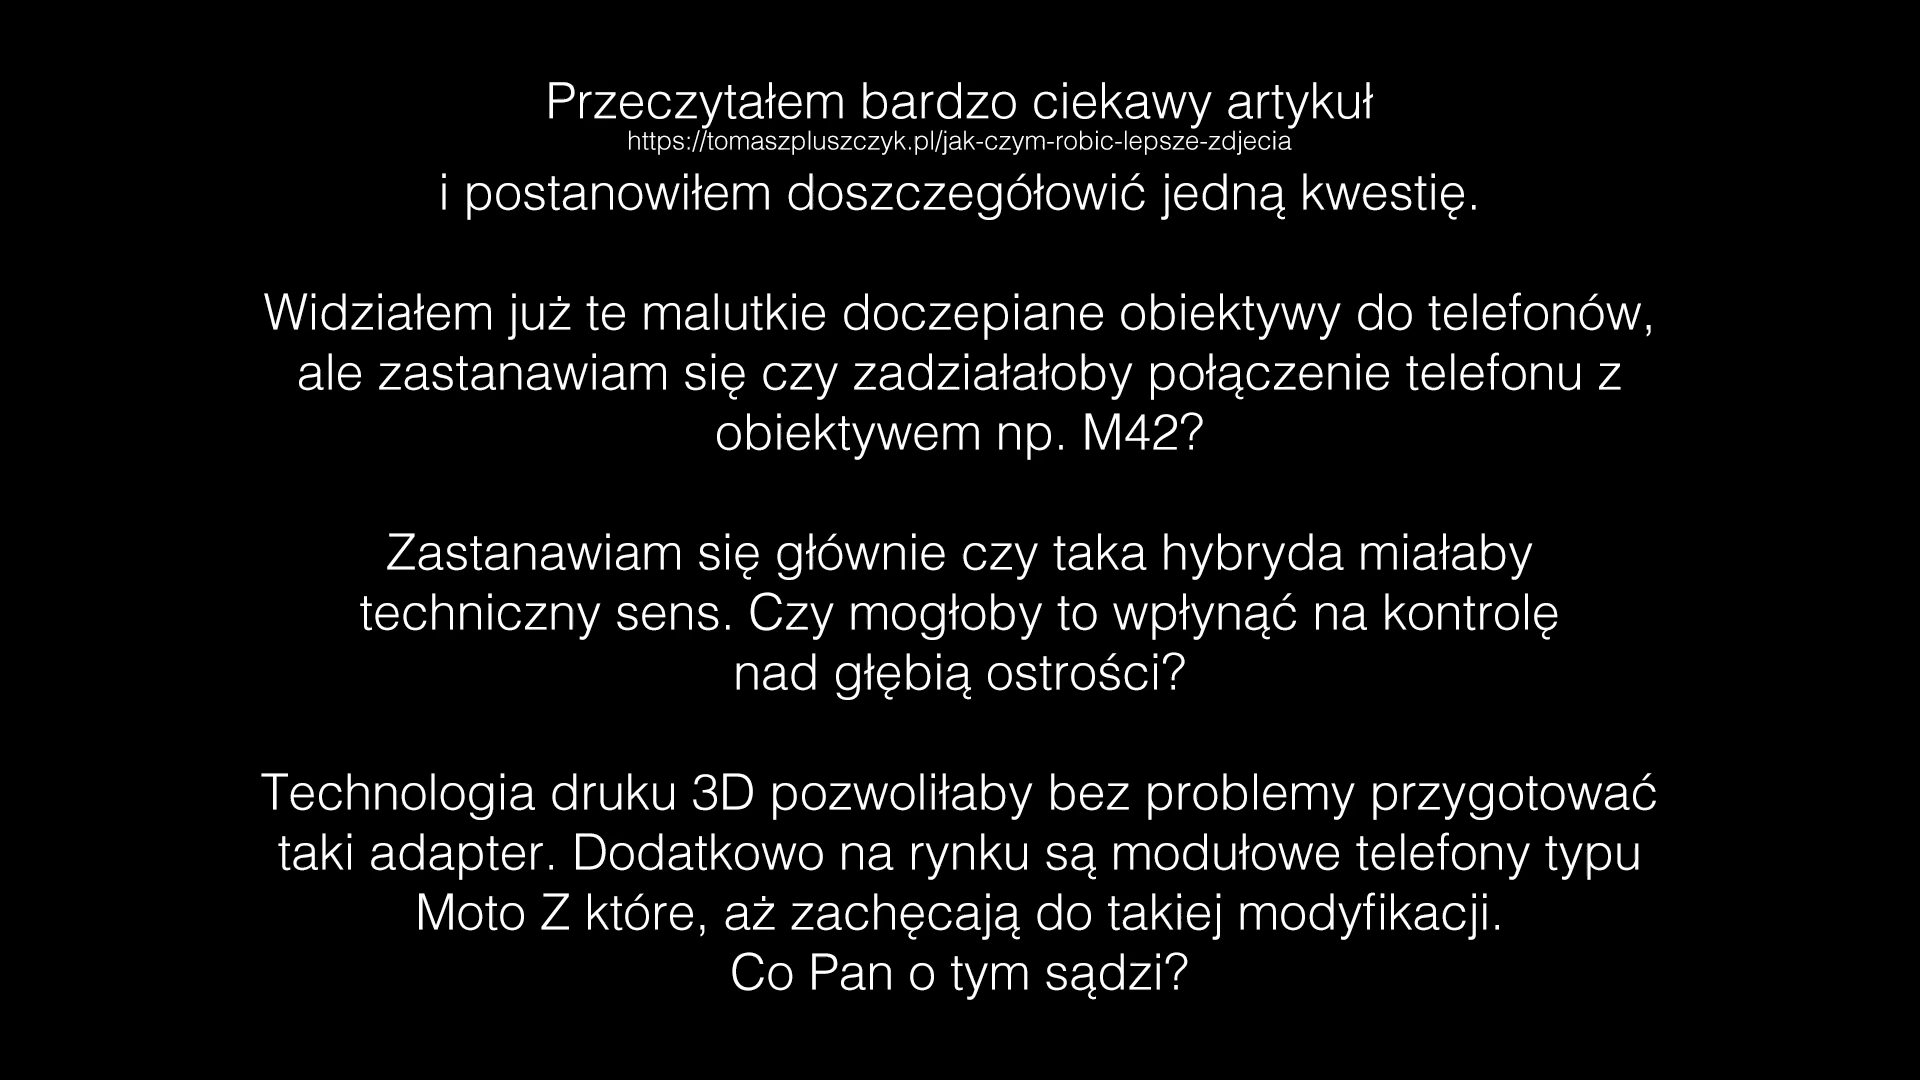 Przeczytałem bardzo ciekawy artykuł
https://tomaszpluszczyk.pl/jak-czym-robic-lepsze-zdjecia
i postanowiłem doszczegółowić jedną kwestię.
Widziałem już te malutkie doczepiane obiektywy do telefonów,
ale zastanawiam się czy zadziałałoby połączenie telefonu z
obiektywem np. M42?
Zastanawiam się głównie czy taka hybryda miałaby
techniczny sens. Czy mogłoby to wpłynąć na kontrolę
nad głębią ostrości?
Technologia druku 3D pozwoliłaby bez problemy przygotować
taki adapter. Dodatkowo na rynku są modułowe telefony typu
Moto Z które, aż zachęcają do takiej modyfikacji.
Co Pan o tym sądzi?